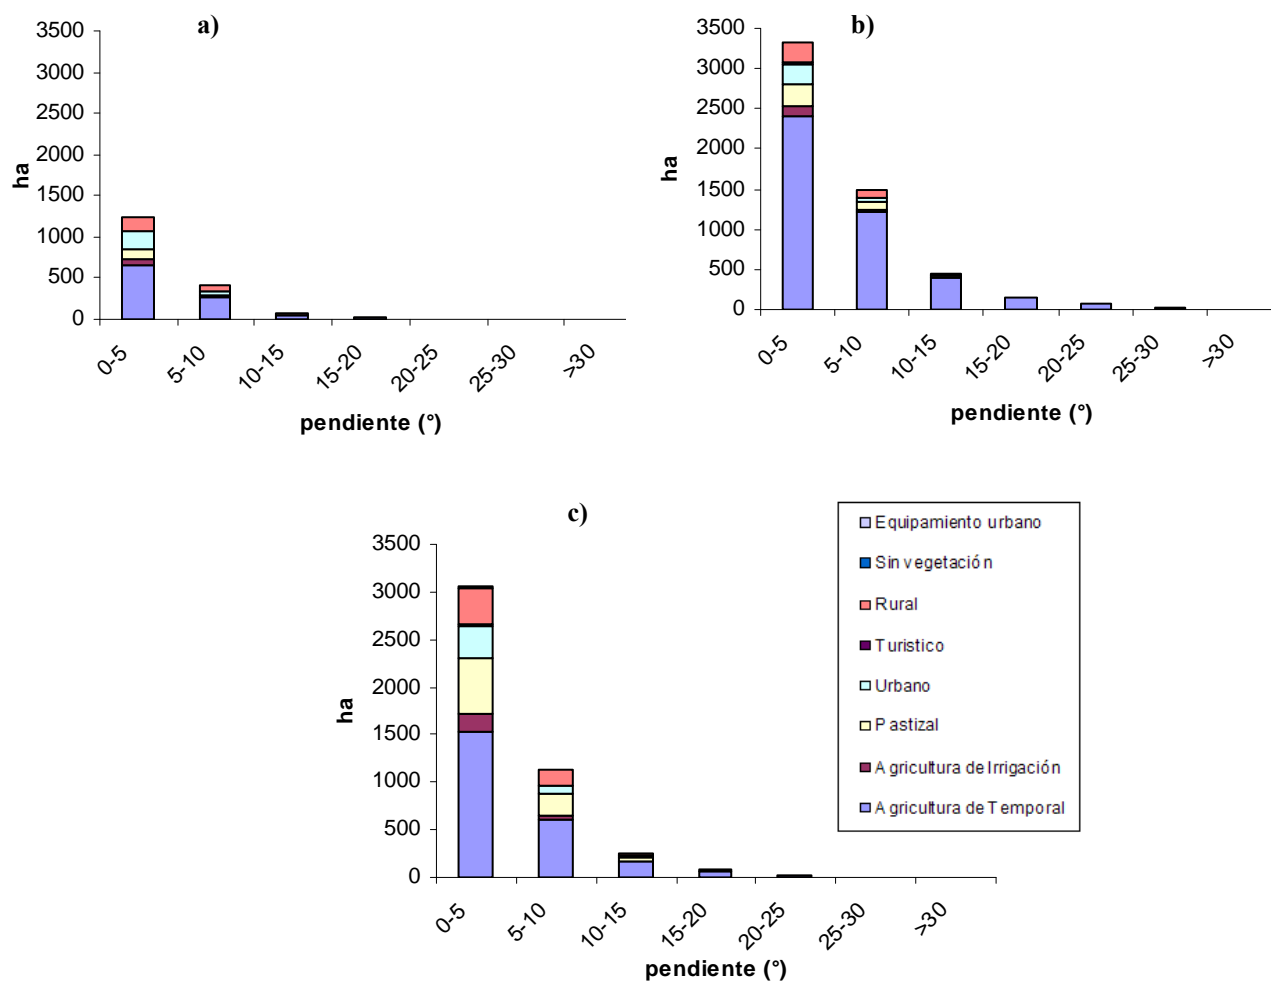 a)
3500
3000
2500
2000
1500
1000
500
0
ha
0-5
5-10
10-15
15-20
20-25
25-30
>30
pendiente (°)
b)
3500
3000
2500
2000
1500
1000
500
0
ha
0-5
5-10
10-15
15-20
20-25
25-30
>30
pendiente (°)
c)
3500
3000
2500
2000
1500
1000
500
0
ha
0-5
5-10
10-15
15-20
20-25
25-30
>30
pendiente (°)
Equipamiento urbano
Sin vegetación
Rural
Turistico
Urbano
Pastizal
Agricultura de Irrigación
Agricultura de Temporal